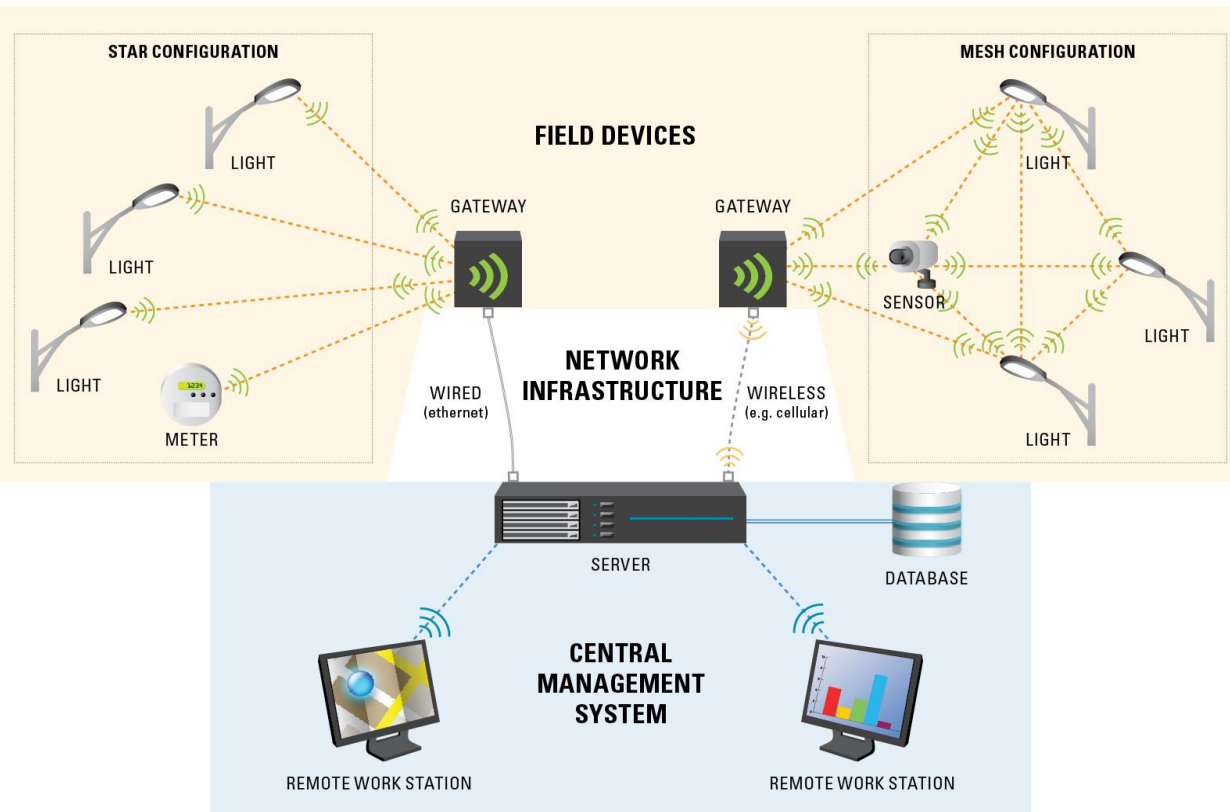 STAR CONFIGURATION
MESH CONFIGURATION
LIGHT
FIELD DEVICES
LIGHT
GATEWAY
GATEWAY
LIGHT
SENSOR
LIGHT
LIGHT
1234
METER
NETWORK
INFRASTRUCTURE
WIRED
(ethernet)
WIRELESS
(e.g. cellular)
LIGHT
SERVER
DATABASE
CENTRAL
MANAGEMENT
SYSTEM
REMOTE WORK STATION
REMOTE WORK STATION